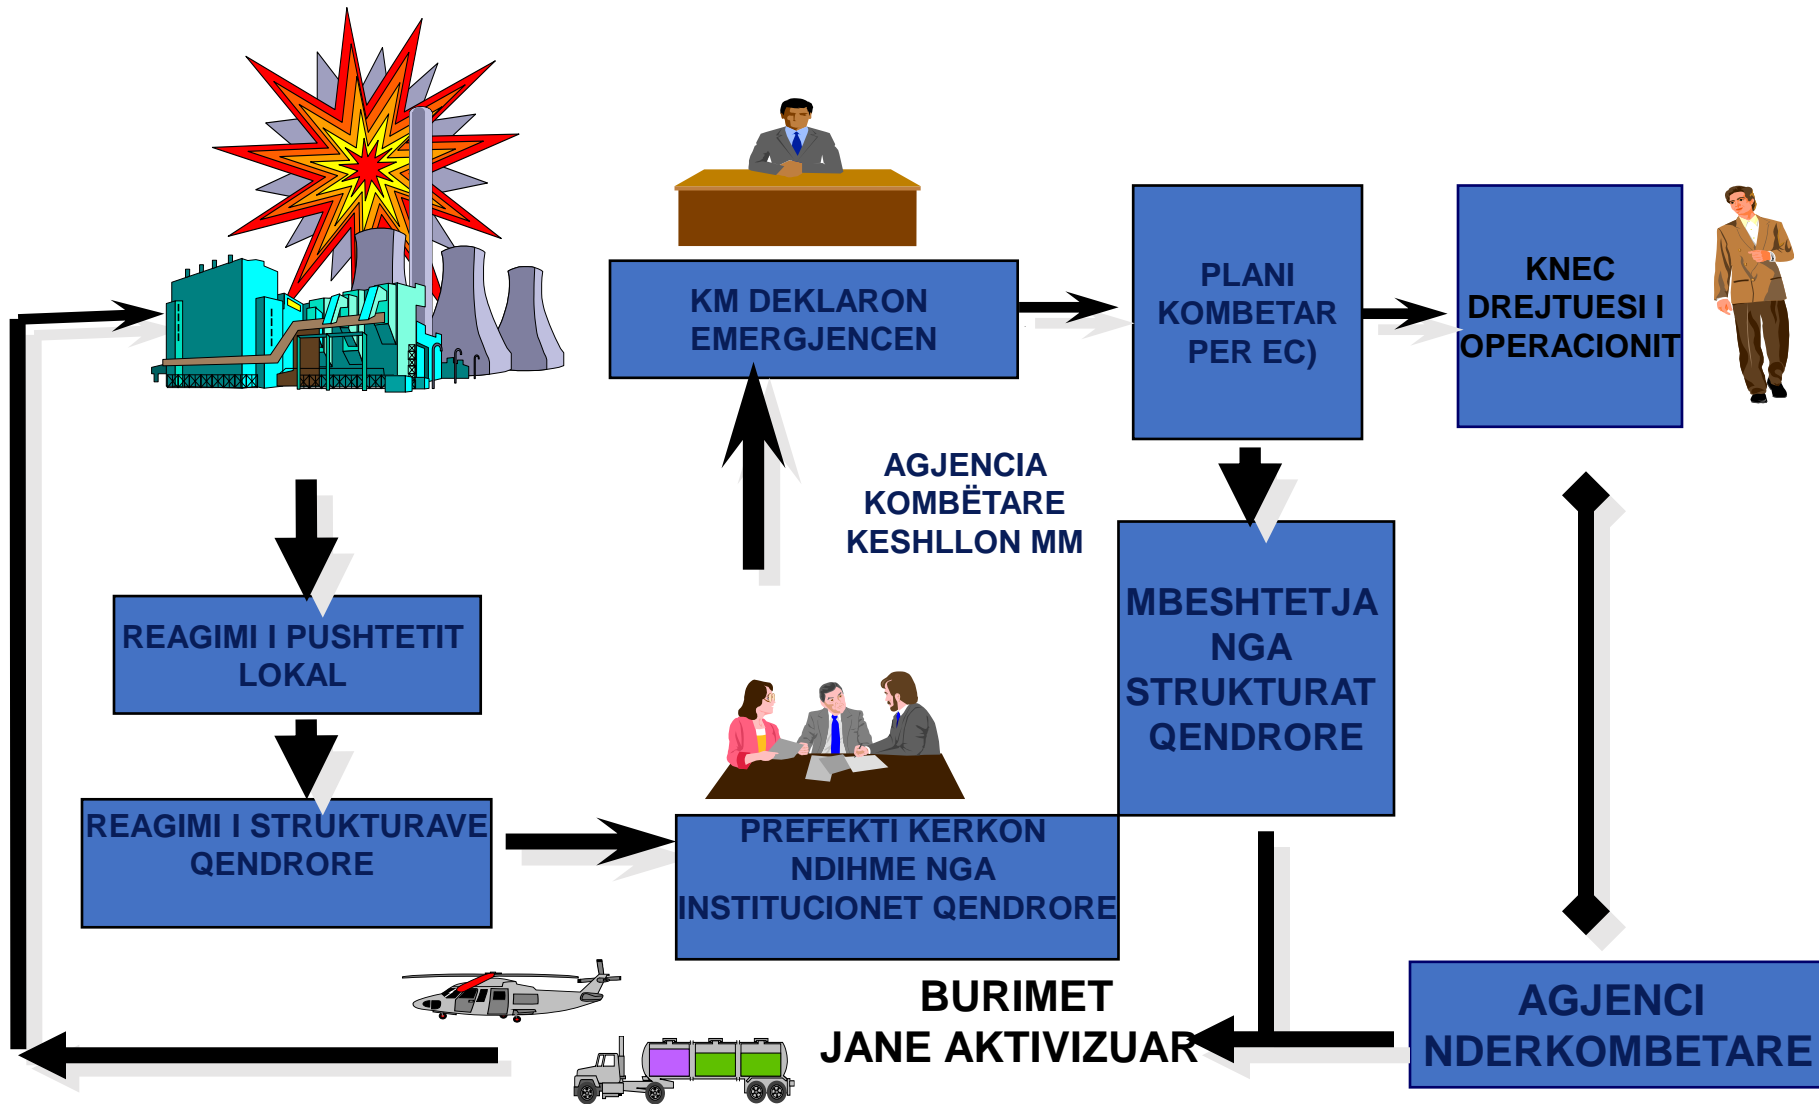 KM DEKLARON
EMERGJENCEN
PLANI
KOMBETAR
PER EC)
KNEC
DREJTUESI I
OPERACIONIT
AGJENCIA
KOMBËTARE
KESHLLON MM
REAGIMI I PUSHTETIT
LOKAL
MBESHTETJA
NGA
STRUKTURAT
QENDRORE
REAGIMI I STRUKTURAVE
QENDRORE
PREFEKTI KERKON
NDIHME NGA
INSTITUCIONET QENDRORE
BURIMET
JANE AKTIVIZUAR
AGJENCI
NDERKOMBETARE